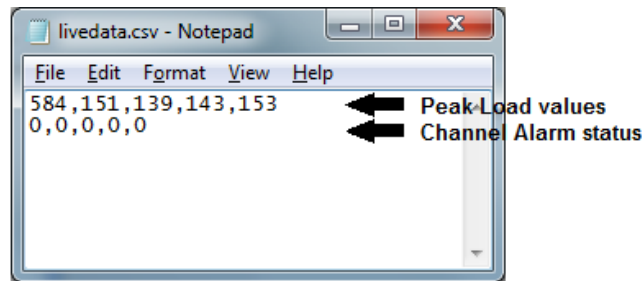 livedata.csv - Notepad
File Edit Format View Help
584,151,139,143,153
Peak Load values
0,0,0,0,0
Channel Alarm status